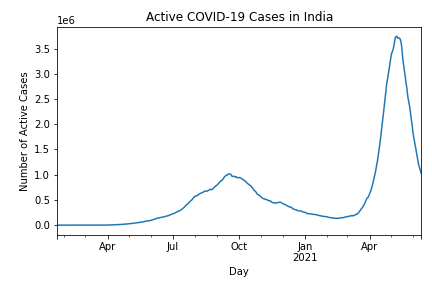 Active COVID-19 Cases in India
1e6
3.5
3.0
2.5
2.0
1.5
1.0
0.5
0.0
Number of Active Cases
Apr
Jul
Oct
Jan
2021
Apr
Day